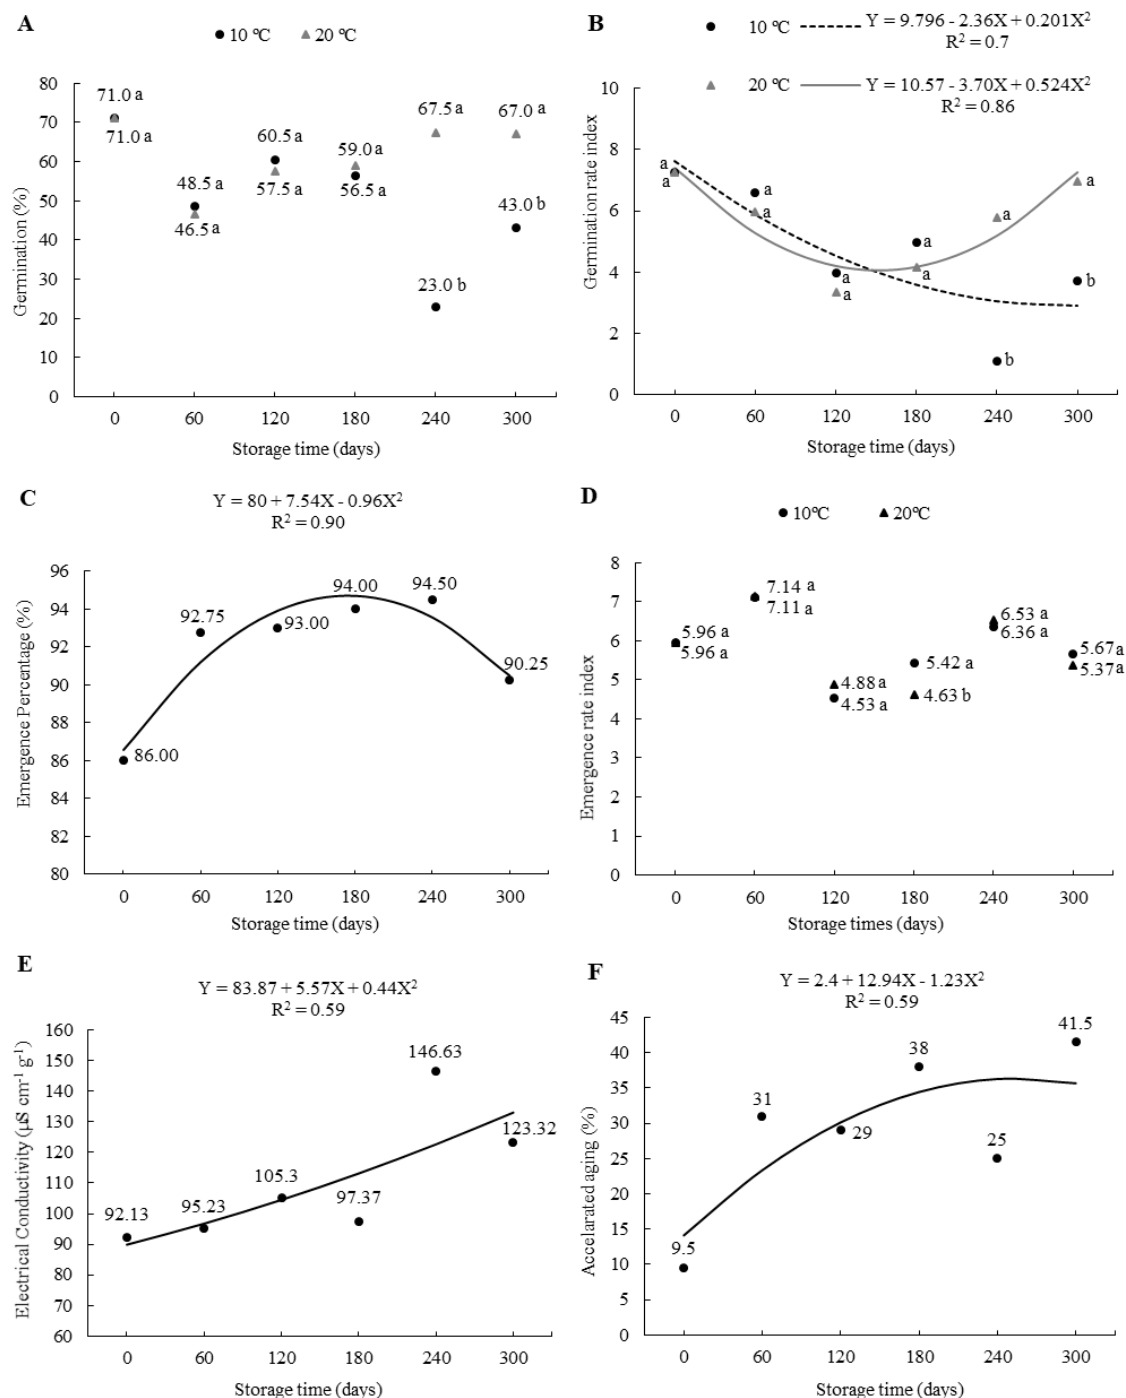 A
● 10 ºC ▲ 20 ºC
80
70
60
50
40
30
20
10
0
71.0 a
71.0 a
48.5 a
46.5 a
60.5 a
57.5 a
59.0 a
56.5 a
67.5 a
23.0 b
67.0 a
43.0 b
0 60 120 180 240 300
Germination (%)
Storage time (days)
B
● 10 ºC Y = 9.796 - 2.36X + 0.201X²
R² = 0.7
▲ 20 ºC Y = 10.57 - 3.70X + 0.524X²
R² = 0.86
10
8
6
4
2
0
a
a
a
a
a
a
a
a
a
b
a
b
0 60 120 180 240 300
Germination rate index
Storage time (days)
C
Y = 80 + 7.54X - 0.96X²
R² = 0.90
96
94
92
90
88
86
84
82
80
86.00
92.75
93.00
94.00
94.50
90.25
0 60 120 180 240 300
Emergence Percentage (%)
Storage time (days)
D
● 10ºC ▲ 20ºC
8
7
6
5
4
3
2
1
0
5.96 a
5.96 a
7.14 a
7.11 a
4.88 a
4.53 a
5.42 a
4.63 b
6.53 a
6.36 a
5.67a
5.37a
0 60 120 180 240 300
Emergence rate index
Storage times (days)
E
Y = 83.87 + 5.57X + 0.44X²
R² = 0.59
160
150
140
130
120
110
100
90
80
70
60
92.13
95.23
105.3
97.37
146.63
123.32
0 60 120 180 240 300
Electrical Conductivity (µS cm⁻¹ g⁻¹)
Storage time (days)
F
Y = 2.4 + 12.94X - 1.23X²
R² = 0.59
45
40
35
30
25
20
15
10
5
0
9.5
31
29
38
25
41.5
0 60 120 180 240 300
Accelarated aging (%)
Storage time (days)